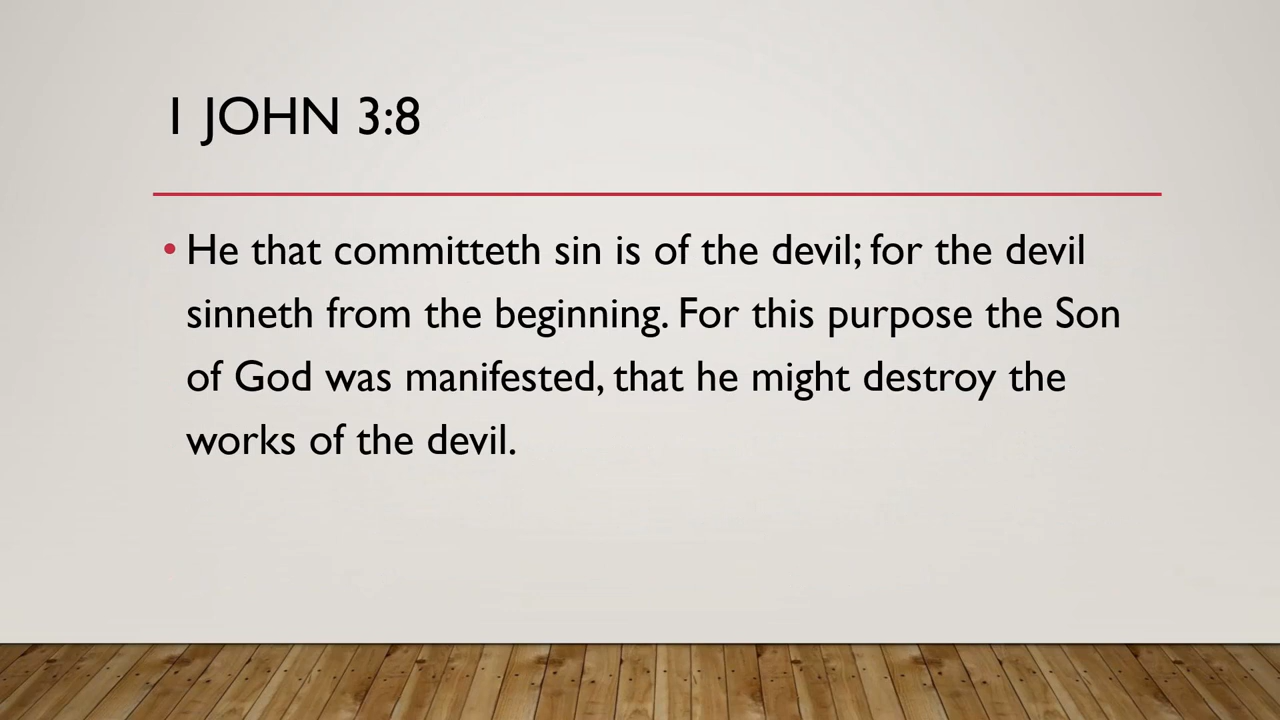 1 JOHN 3:8
• He that committeth sin is of the devil; for the devil
sinneth from the beginning. For this purpose the Son
of God was manifested, that he might destroy the
works of the devil.